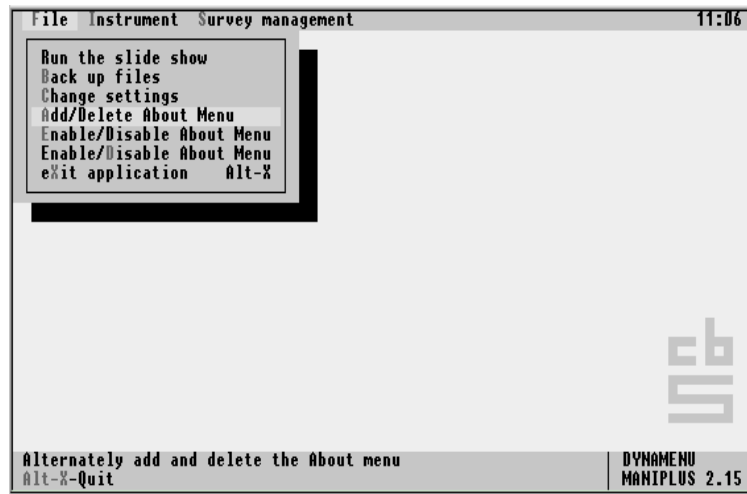 File Instrument Survey management 11:06
Run the slide show
Back up files
Change settings
Add/Delete About Menu
Enable/Disable About Menu
Enable/Disable About Menu
eXit application Alt-X
cb
S
Alternately add and delete the About menu
Alt-X-Quit
DYNAMENU
MANIPLUS 2.15